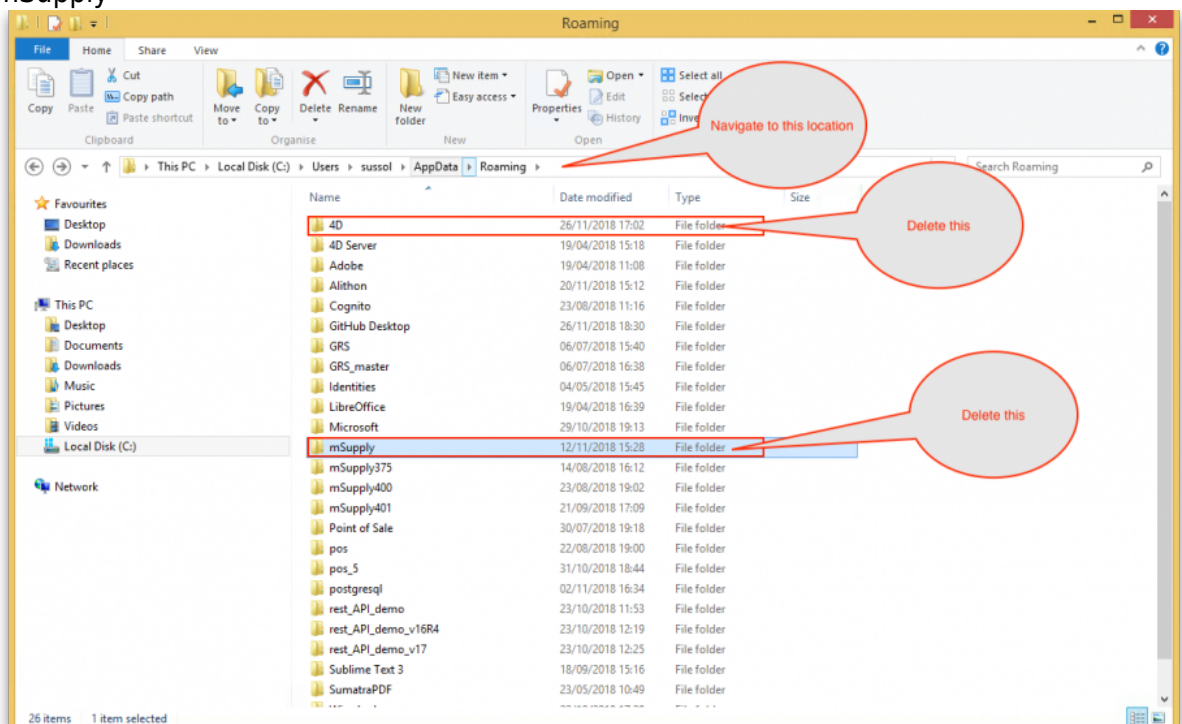 mSupply
Roaming
File Home Share View
Copy Paste Cut
Copy path
Paste shortcut
Clipboard
Move to Copy to Delete Rename
Organise
New folder New item
Easy access
New
Properties Open
Edit
History
Open
Select all
Navigate to this location
This PC Local Disk (C:) Users sussol AppData Roaming
Search Roaming
Favourites
Desktop
Downloads
Recent places
This PC
Desktop
Documents
Downloads
Music
Pictures
Videos
Local Disk (C:)
Network
Name Date modified Type Size
4D 26/11/2018 17:02 File folder
Delete this
4D Server 19/04/2018 15:18 File folder
Adobe 19/04/2018 11:08 File folder
Alithon 20/11/2018 15:12 File folder
Cognito 23/08/2018 11:16 File folder
GitHub Desktop 26/11/2018 18:30 File folder
GRS 06/07/2018 15:40 File folder
GRS_master 06/07/2018 16:38 File folder
Identities 04/05/2018 15:45 File folder
LibreOffice 19/04/2018 16:39 File folder
Microsoft 29/10/2018 19:13 File folder
Delete this
mSupply 12/11/2018 15:28 File folder
mSupply375 14/08/2018 16:12 File folder
mSupply400 23/08/2018 19:02 File folder
mSupply401 21/09/2018 17:09 File folder
Point of Sale 30/07/2018 19:18 File folder
pos 22/08/2018 19:00 File folder
pos_5 31/10/2018 18:44 File folder
postgresql 02/11/2018 16:34 File folder
rest_API_demo 23/10/2018 11:53 File folder
rest_API_demo_v16R4 23/10/2018 12:19 File folder
rest_API_demo_v17 23/10/2018 12:25 File folder
Sublime Text 3 18/09/2018 15:16 File folder
SumatraPDF 23/05/2018 10:49 File folder
26 items 1 item selected